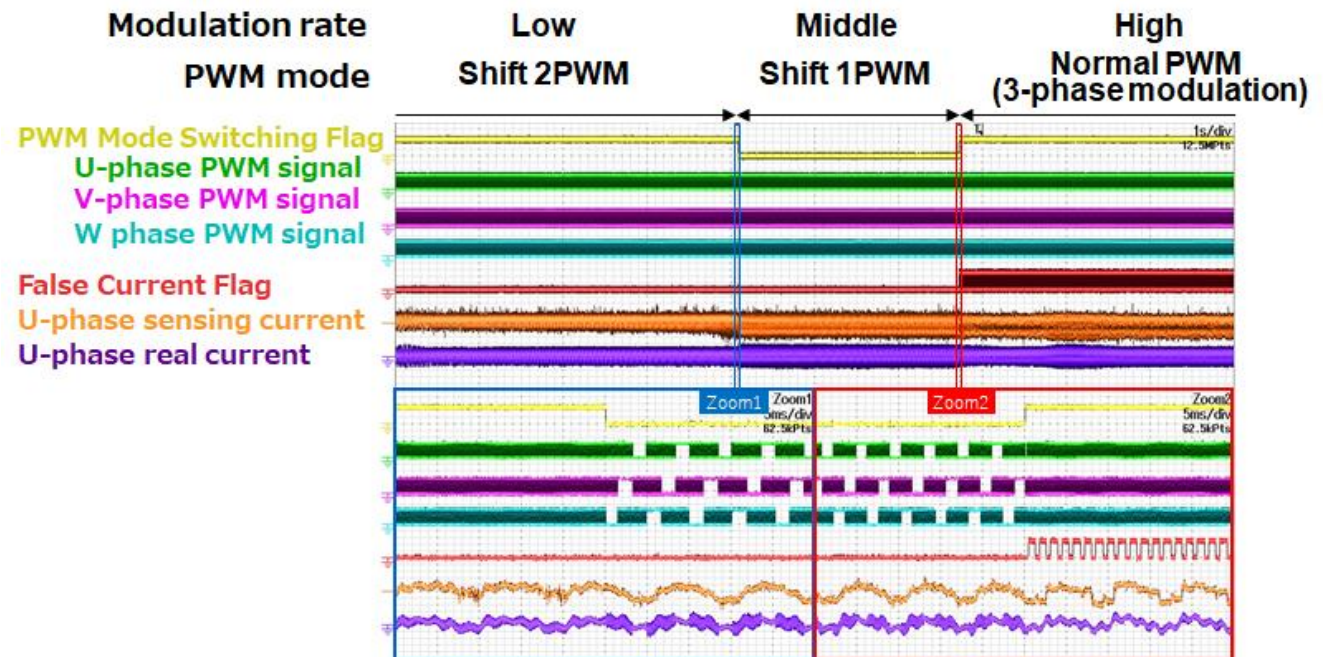 Modulation rate Low Middle High
PWM mode Shift 2PWM Shift 1PWM Normal PWM
(3-phase modulation)
PWM Mode Switching Flag
1s/div
12.5MPts
U-phase PWM signal
V-phase PWM signal
W phase PWM signal
False Current Flag
U-phase sensing current
U-phase real current
Zoom1 Zoom1 Zoom2 Zoom2
5ms/div 5ms/div
62.5kPts 62.5kPts